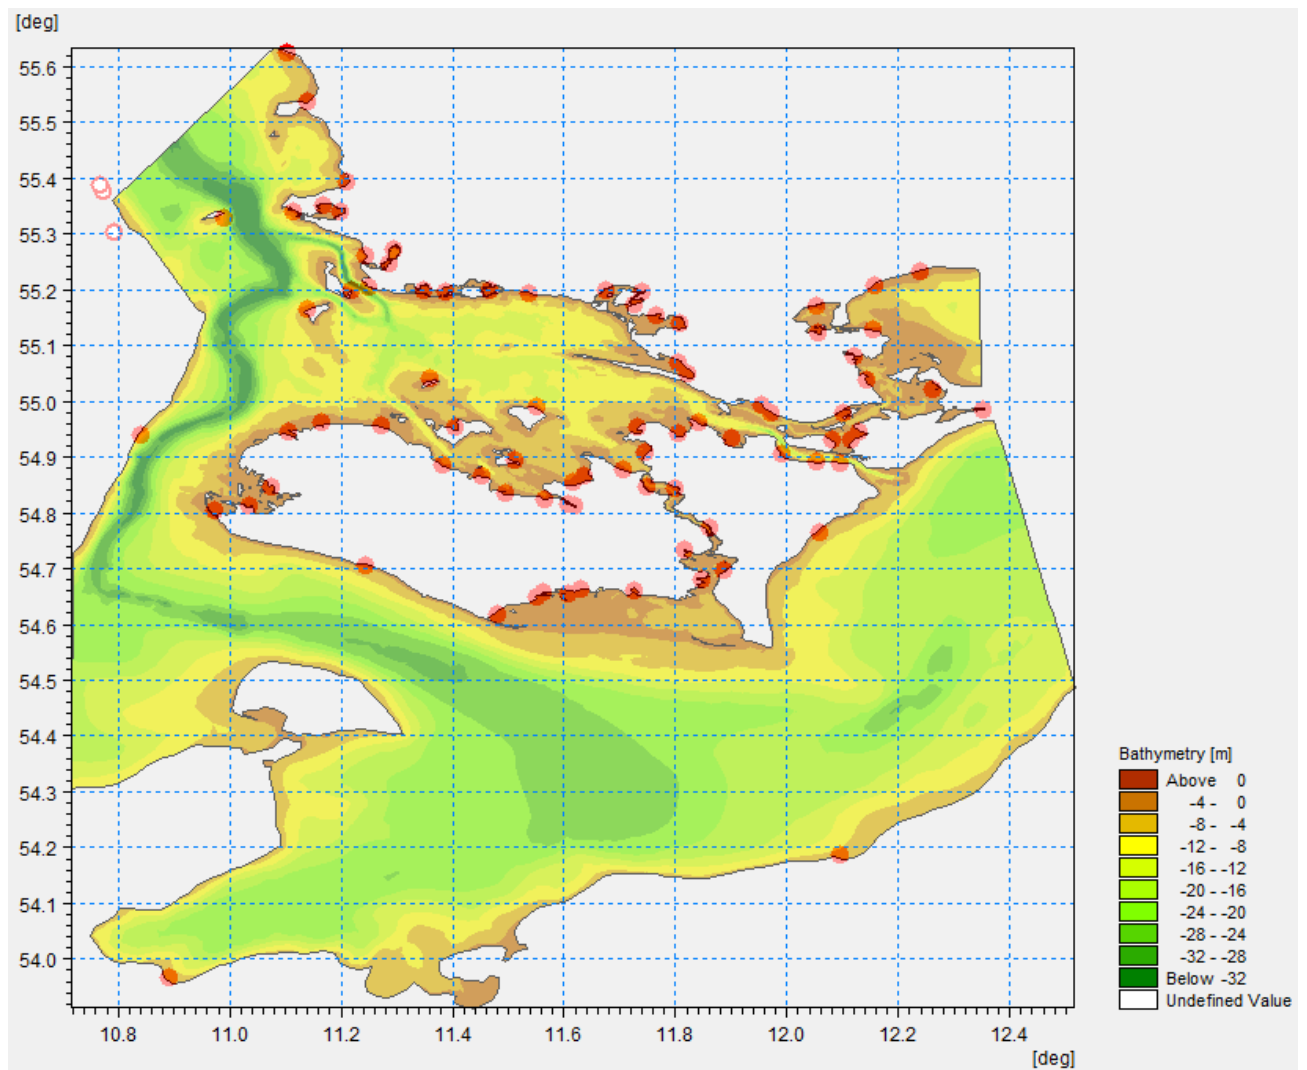 [deg]
55.6
55.5
55.4
55.3
55.2
55.1
55.0
54.9
54.8
54.7
54.6
54.5
54.4
54.3
54.2
54.1
54.0
10.8 11.0 11.2 11.4 11.6 11.8 12.0 12.2 12.4
[deg]
Bathymetry [m]
Above 0
-4 - 0
-8 - -4
-12 - -8
-16 - -12
-20 - -16
-24 - -20
-28 - -24
-32 - -28
Below -32
Undefined Value